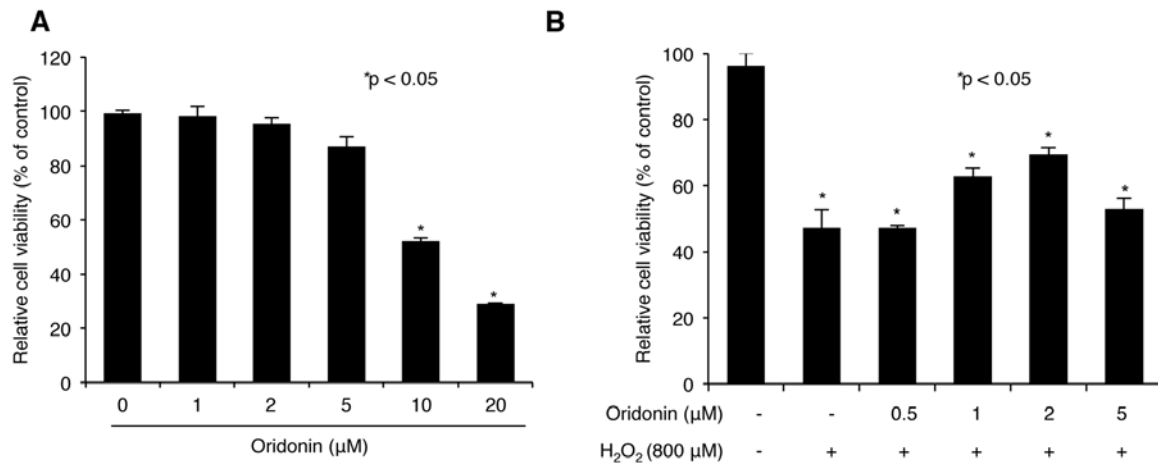 A
Relative cell viability (% of control)
120
100
80
60
40
20
0
*p < 0.05
*
*
0 1 2 5 10 20
Oridonin (μM)
B
Relative cell viability (% of control)
100
80
60
40
20
0
*p < 0.05
* * * * *
Oridonin (μM) - - 0.5 1 2 5
H₂O₂ (800 μM) - + + + + +